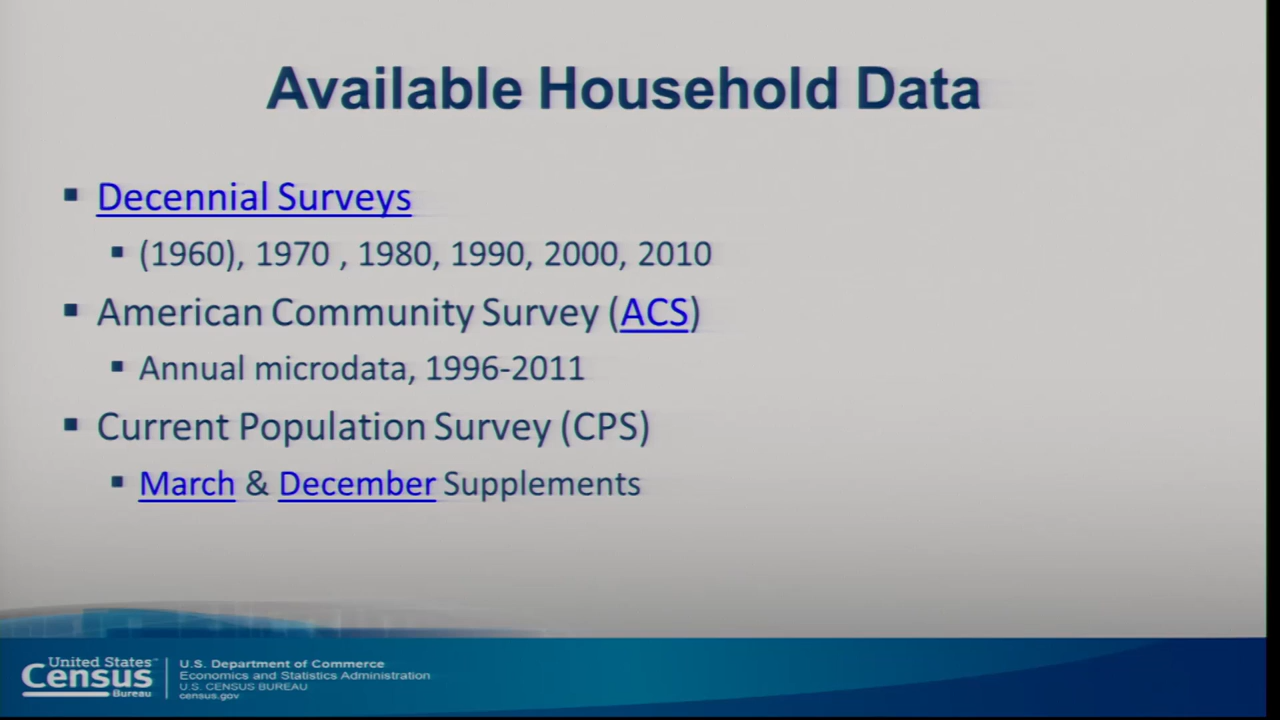 Available Household Data
▪ Decennial Surveys
▪ (1960), 1970 , 1980, 1990, 2000, 2010
▪ American Community Survey (ACS)
▪ Annual microdata, 1996-2011
▪ Current Population Survey (CPS)
▪ March & December Supplements
United States™
Census
Bureau
U.S. Department of Commerce
Economics and Statistics Administration
U.S. CENSUS BUREAU
census.gov